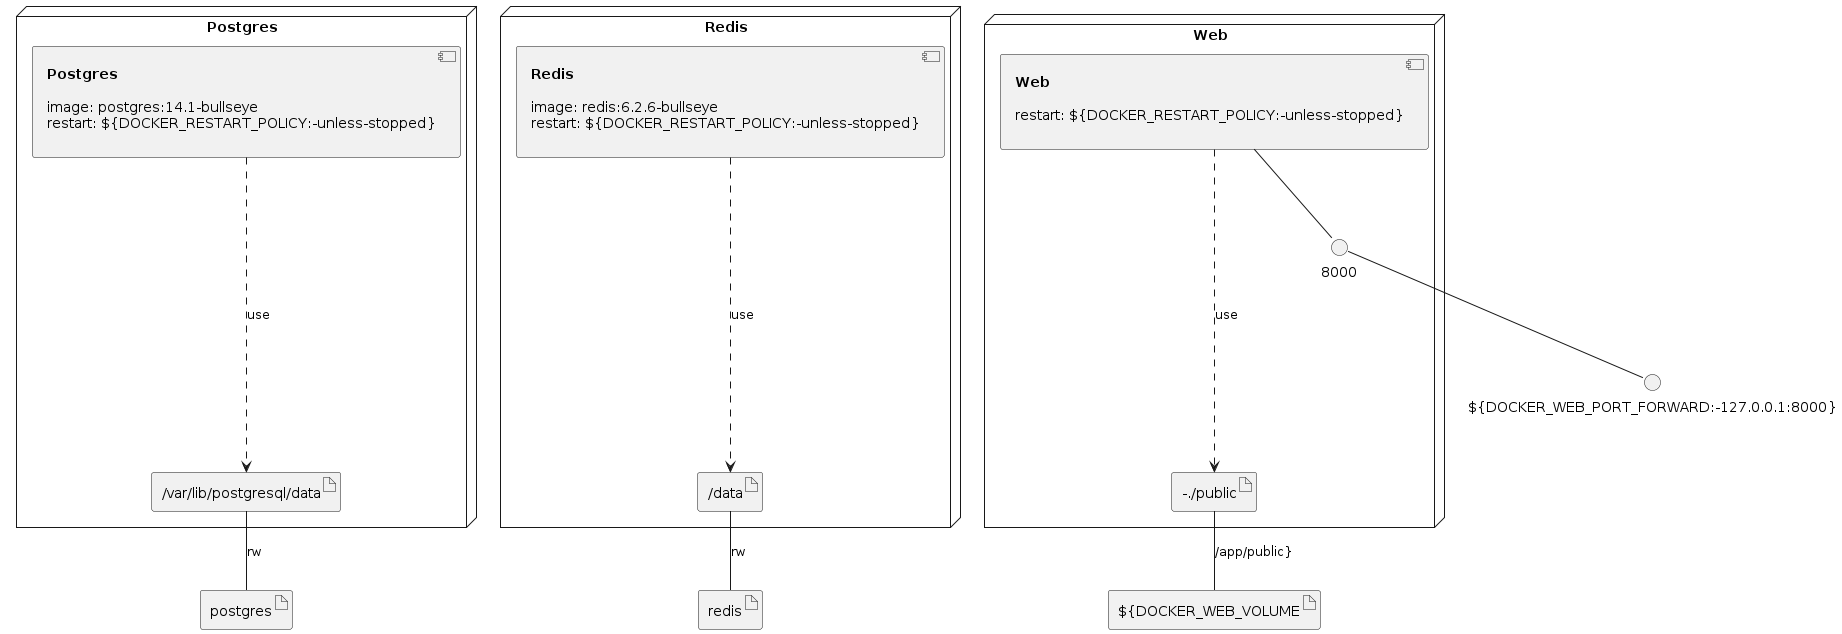 Postgres
Postgres
image: postgres:14.1-bullseye
restart: ${DOCKER_RESTART_POLICY:-unless-stopped}
use
/var/lib/postgresql/data
rw
postgres
Redis
Redis
image: redis:6.2.6-bullseye
restart: ${DOCKER_RESTART_POLICY:-unless-stopped}
use
/data
rw
redis
Web
Web
restart: ${DOCKER_RESTART_POLICY:-unless-stopped}
8000
use
${DOCKER_WEB_PORT_FORWARD:-127.0.0.1:8000}
-./public
/app/public}
${DOCKER_WEB_VOLUME